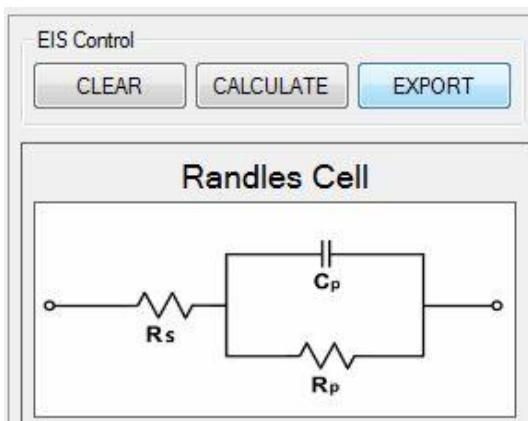 EIS Control
CLEAR CALCULATE EXPORT
Randles Cell
Cp
Rs
Rp